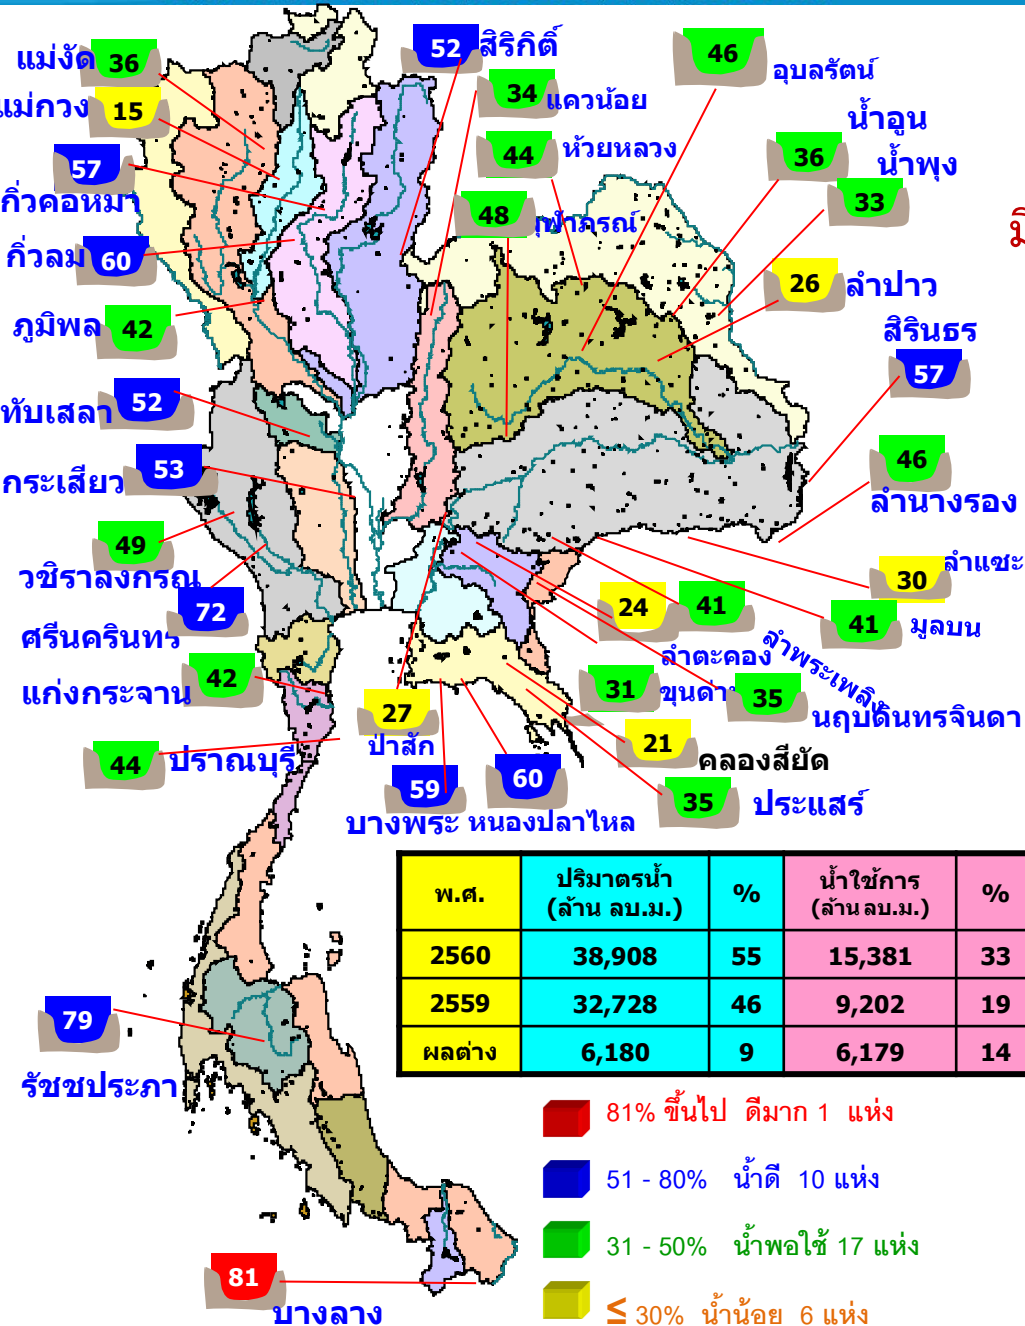 แม่งัด 36
แม่กวง 15
57
กิ่วคอหมา
กิ่วลม 60
ภูมิพล 42
ทับเสลา 52
กระเสียว 53
49
วชิราลงกรณ
72
ศรีนครินทร
แก่งกระจาน 42
44 ปราณบุรี
52 สิริกิติ์
34 แควน้อย
44 ห้วยหลวง
48 จุฬาภรณ์
46 อุบลรัตน์
น้ำอูน
36
น้ำพุง
33
26 ลำปาว
สิรินธร
57
46
ลำนางรอง
30 ลำแชะ
41 มูลบน
24
ลำตะคอง
41
ลำพระเพลิง
31 ขุนด่าน
35 นฤบดินทรจินดา
21 คลองสียัด
35 ประแสร์
27
ป่าสัก
59
บางพระ
60
หนองปลาไหล
79
รัชชประภา
81
บางลาง
พ.ศ. ปริมาตรน้ำ (ล้าน ลบ.ม.) % น้ำใช้การ (ล้าน ลบ.ม.) %
2560 38,908 55 15,381 33
2559 32,728 46 9,202 19
ผลต่าง 6,180 9 6,179 14
81% ขึ้นไป ดีมาก 1 แห่ง
51 - 80% น้ำดี 10 แห่ง
31 - 50% น้ำพอใช้ 17 แห่ง
≤ 30% น้ำน้อย 6 แห่ง